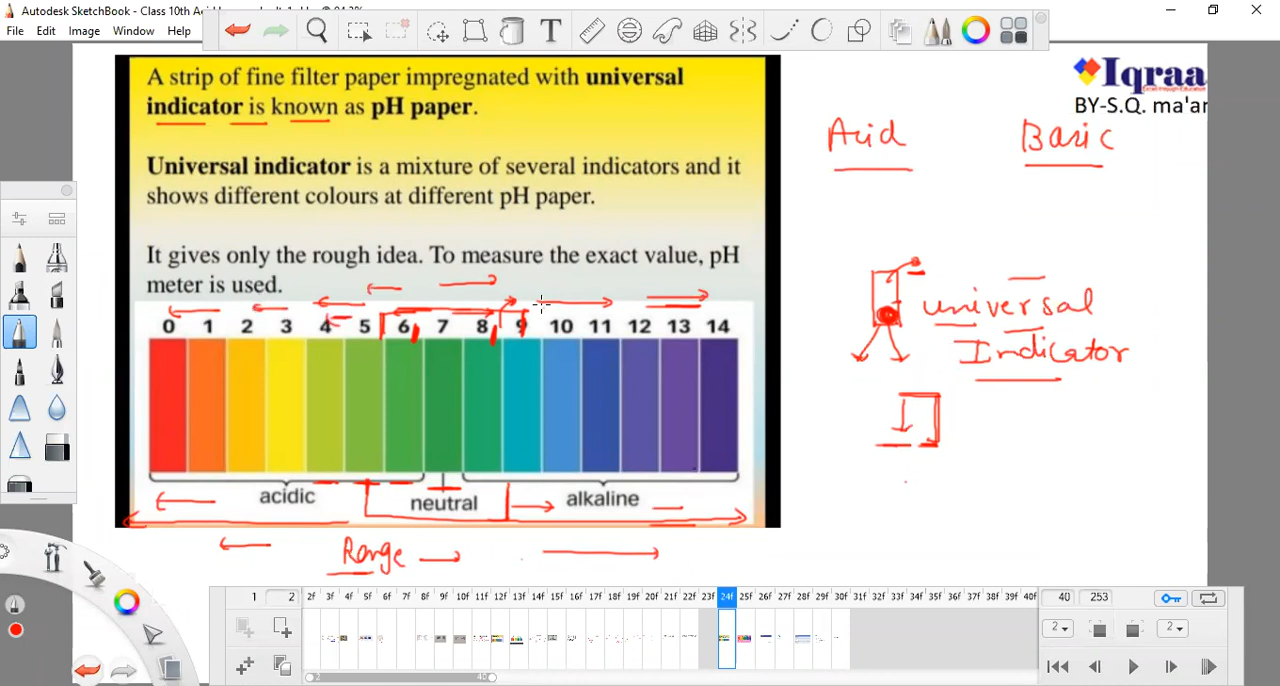 Autodesk SketchBook - Class 10th
File Edit Image Window Help
A strip of fine filter paper impregnated with universal
indicator is known as pH paper.
Universal indicator is a mixture of several indicators and it
shows different colours at different pH paper.
It gives only the rough idea. To measure the exact value, pH
meter is used.
0 1 2 3 4 5 6 7 8 9 10 11 12 13 14
acidic neutral alkaline
Range
Iqraa
BY-S.Q. ma'am
Acid Basic
universal
Indicator
1 2 2f 3f 4f 5f 6f 7f 8f 9f 10f 11f 12f 13f 14f 15f 16f 17f 18f 19f 20f 21f 22f 23f 24f 25f 26f 27f 28f 29f 30f 31f 32f 33f 34f 35f 36f 37f 38f 39f 40f 40 253
2 2
2 40